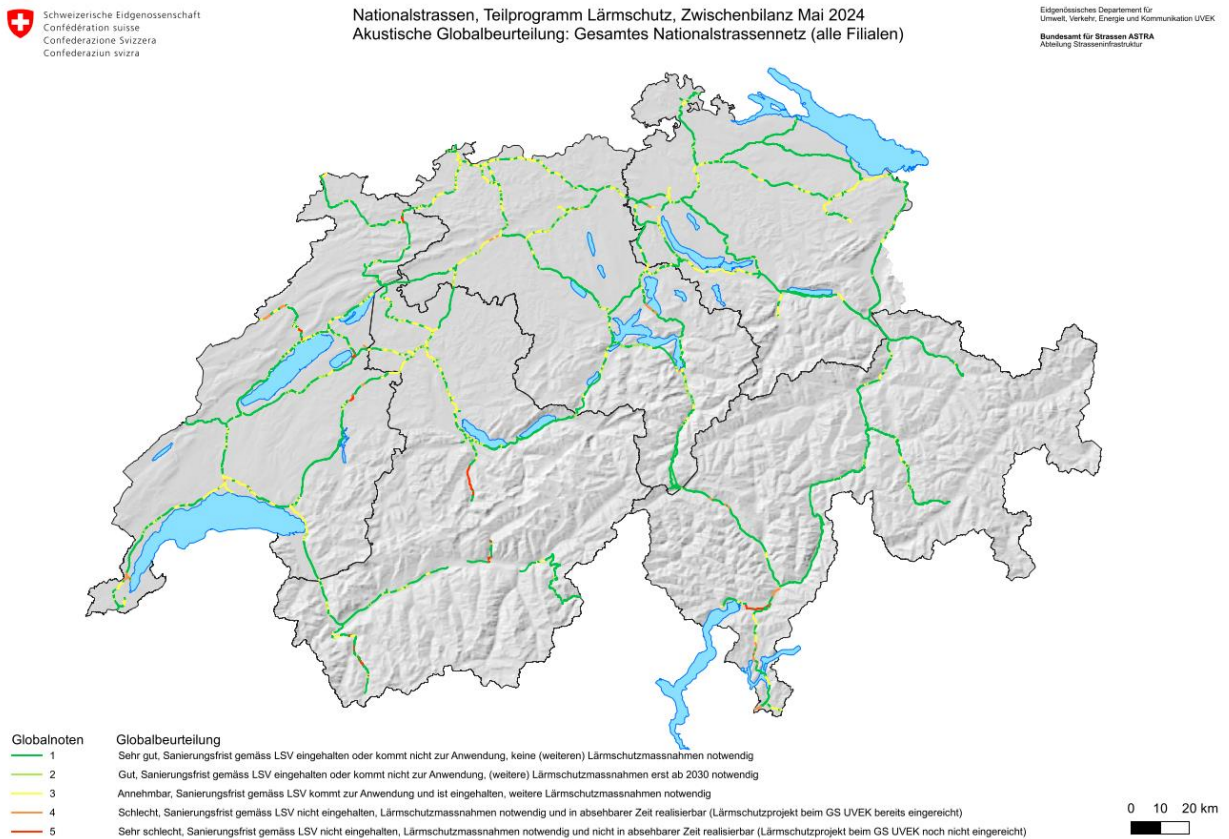 Schweizerische Eidgenossenschaft
Confédération suisse
Confederazione Svizzera
Confederaziun svizra
Nationalstrassen, Teilprogramm Lärmschutz, Zwischenbilanz Mai 2024
Akustische Globalbeurteilung: Gesamtes Nationalstrassennetz (alle Filialen)
Eidgenössisches Departement für
Umwelt, Verkehr, Energie und Kommunikation UVEK
Bundesamt für Strassen ASTRA
Abteilung Strasseninfrastruktur
Globalnoten Globalbeurteilung
1 Sehr gut, Sanierungsfrist gemäss LSV eingehalten oder kommt nicht zur Anwendung, keine (weiteren) Lärmschutzmassnahmen notwendig
2 Gut, Sanierungsfrist gemäss LSV eingehalten oder kommt nicht zur Anwendung, (weitere) Lärmschutzmassnahmen erst ab 2030 notwendig
3 Annehmbar, Sanierungsfrist gemäss LSV kommt zur Anwendung und ist eingehalten, weitere Lärmschutzmassnahmen notwendig
4 Schlecht, Sanierungsfrist gemäss LSV nicht eingehalten, Lärmschutzmassnahmen notwendig und in absehbarer Zeit realisierbar (Lärmschutzprojekt beim GS UVEK bereits eingereicht)
5 Sehr schlecht, Sanierungsfrist gemäss LSV nicht eingehalten, Lärmschutzmassnahmen notwendig und nicht in absehbarer Zeit realisierbar (Lärmschutzprojekt beim GS UVEK noch nicht eingereicht)
0 10 20 km